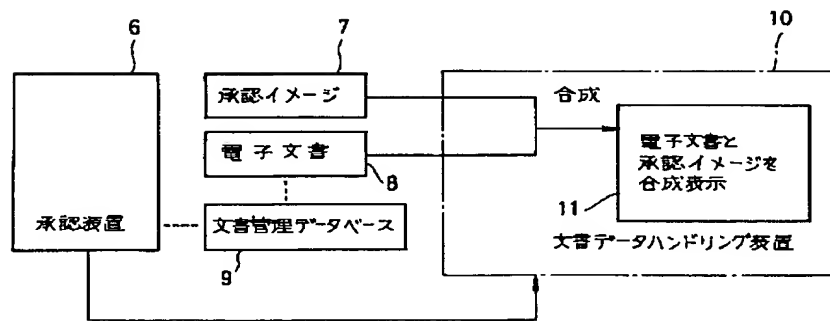 6
7
10
承認イメージ
合成
電子文書
8
電子文書と
承認イメージを
合成表示
11
承認装置
文書管理データベース
9
文書データハンドリング装置